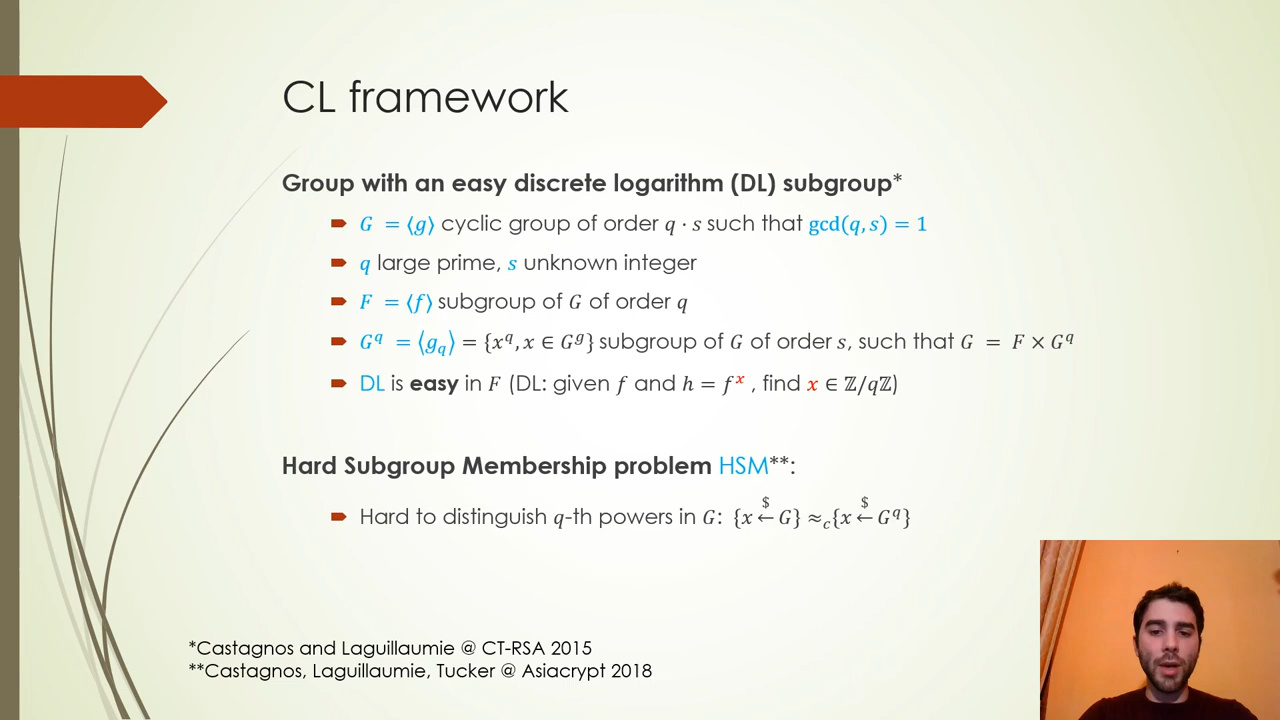 CL framework
Group with an easy discrete logarithm (DL) subgroup*
G = ⟨g⟩ cyclic group of order q · s such that gcd(q, s) = 1
q large prime, s unknown integer
F = ⟨f⟩ subgroup of G of order q
G^q = ⟨g_q⟩ = {x^q, x ∈ G^g} subgroup of G of order s, such that G = F × G^q
DL is easy in F (DL: given f and h = f^x , find x ∈ ℤ/qℤ)
Hard Subgroup Membership problem HSM**:
Hard to distinguish q-th powers in G: {x ←$ G} ≈_c {x ←$ G^q}
*Castagnos and Laguillaumie @ CT-RSA 2015
**Castagnos, Laguillaumie, Tucker @ Asiacrypt 2018